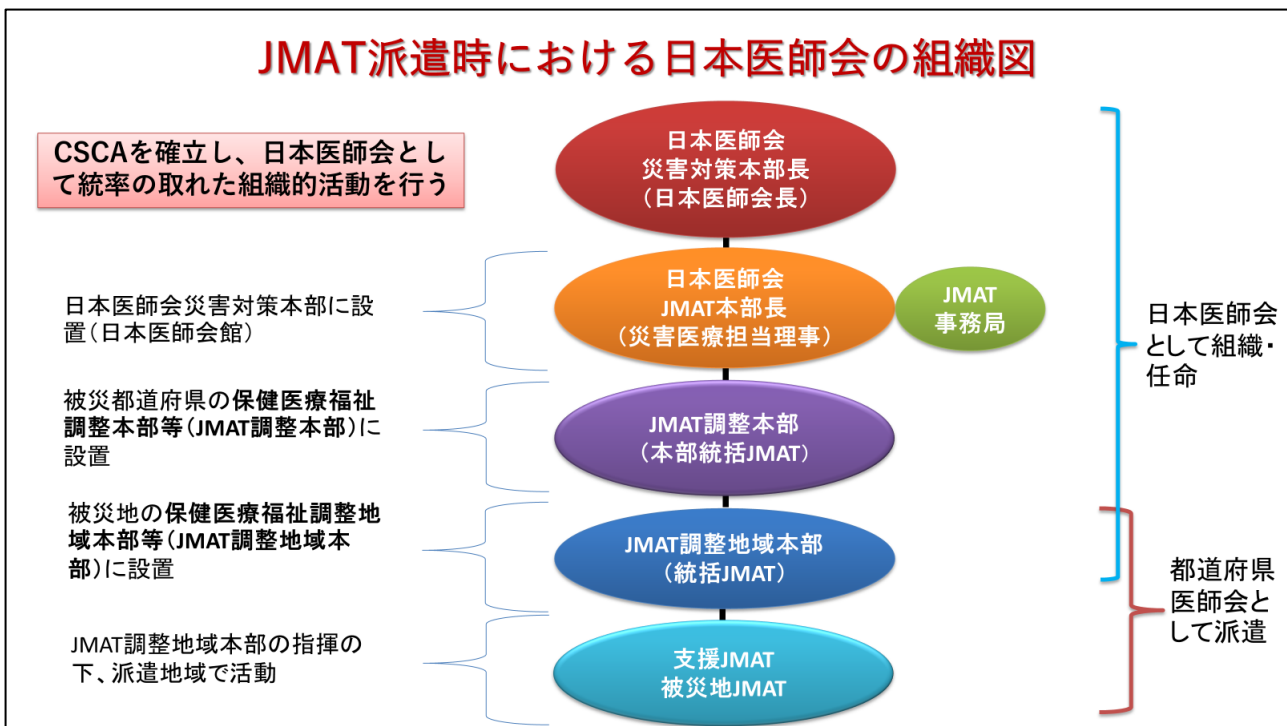 JMAT派遣時における日本医師会の組織図
CSCAを確立し、日本医師会とし
て統率の取れた組織的活動を行う
日本医師会
災害対策本部長
（日本医師会長）
日本医師会災害対策本部に設
置（日本医師会館）
日本医師会
JMAT本部長
（災害医療担当理事）
JMAT
事務局
日本医師会
として組織・
任命
被災都道府県の保健医療福祉
調整本部等（JMAT調整本部）に
設置
JMAT調整本部
（本部統括JMAT）
被災地の保健医療福祉調整地
域本部等（JMAT調整地域本
部）に設置
JMAT調整地域本部
（統括JMAT）
都道府県
医師会と
して派遣
JMAT調整地域本部の指揮の
下、派遣地域で活動
支援JMAT
被災地JMAT